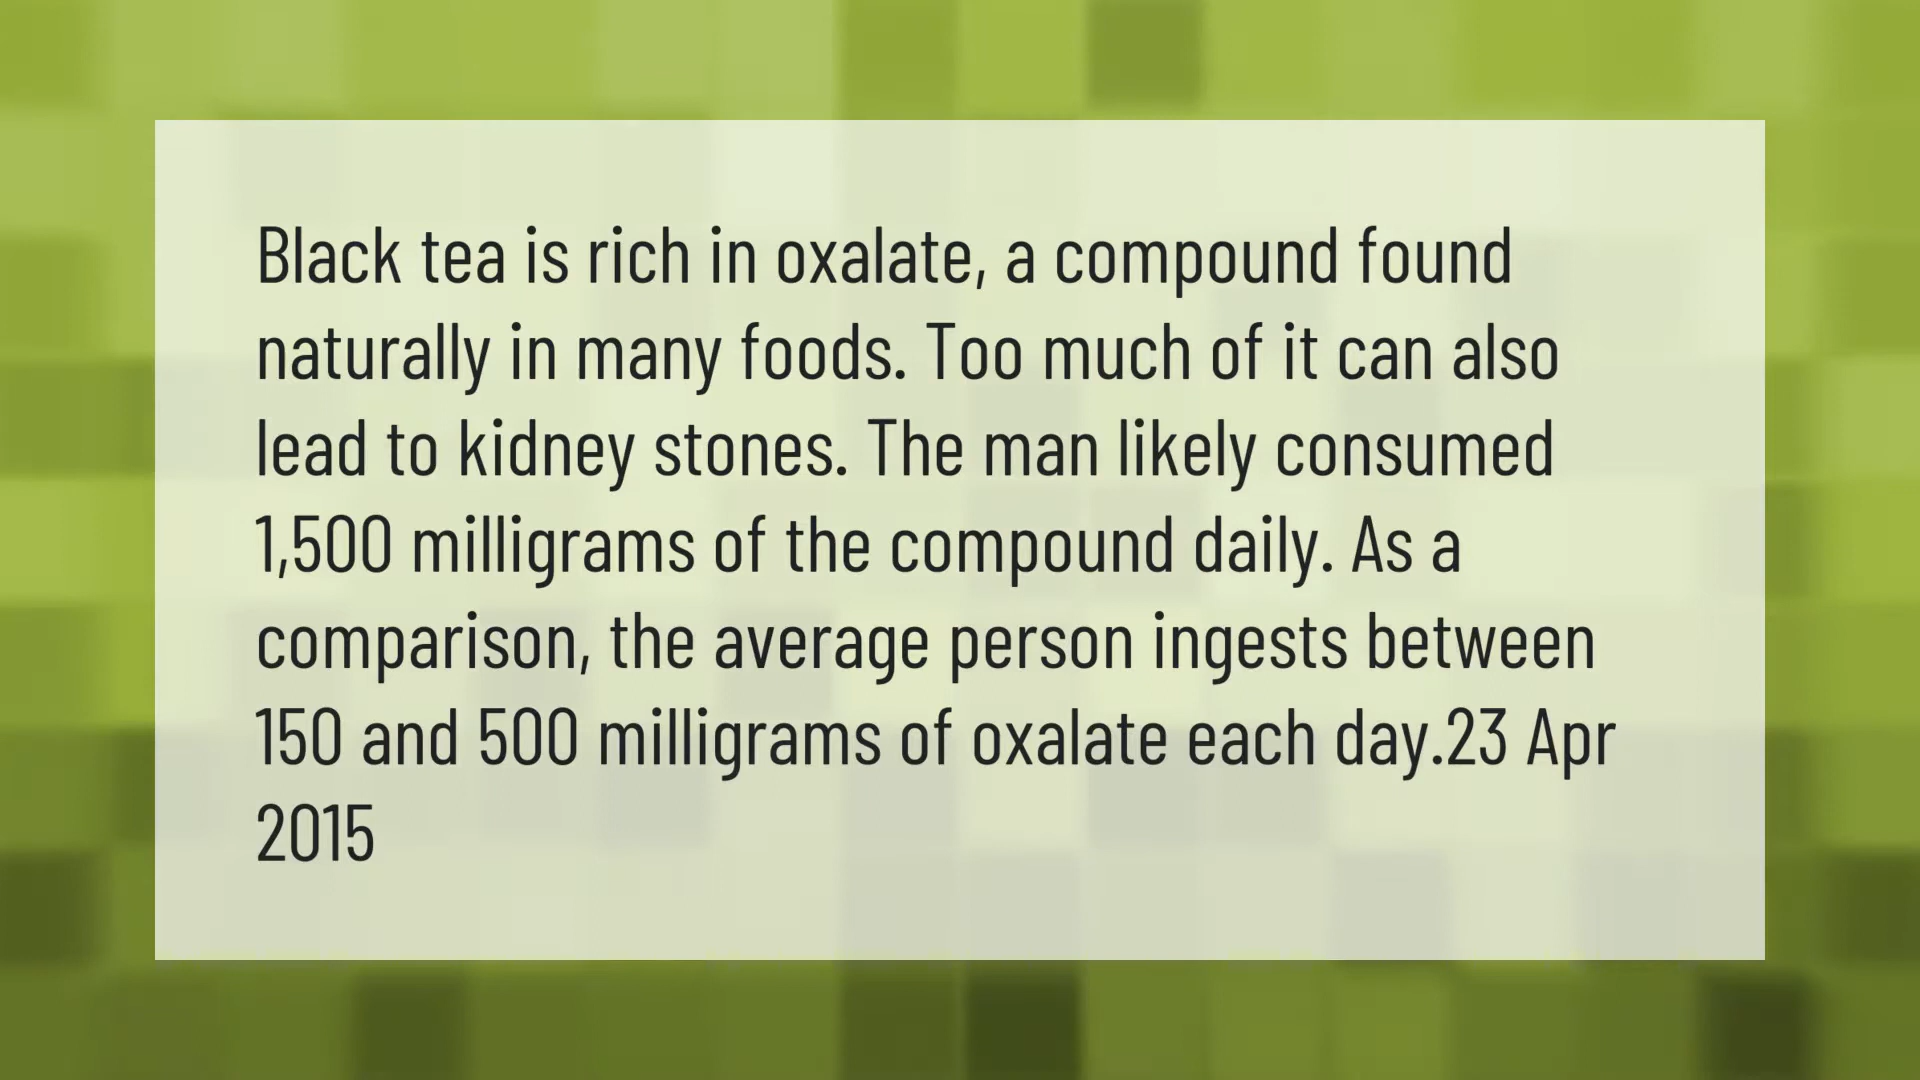 Black tea is rich in oxalate, a compound found
naturally in many foods. Too much of it can also
lead to kidney stones. The man likely consumed
1,500 milligrams of the compound daily. As a
comparison, the average person ingests between
150 and 500 milligrams of oxalate each day.23 Apr
2015